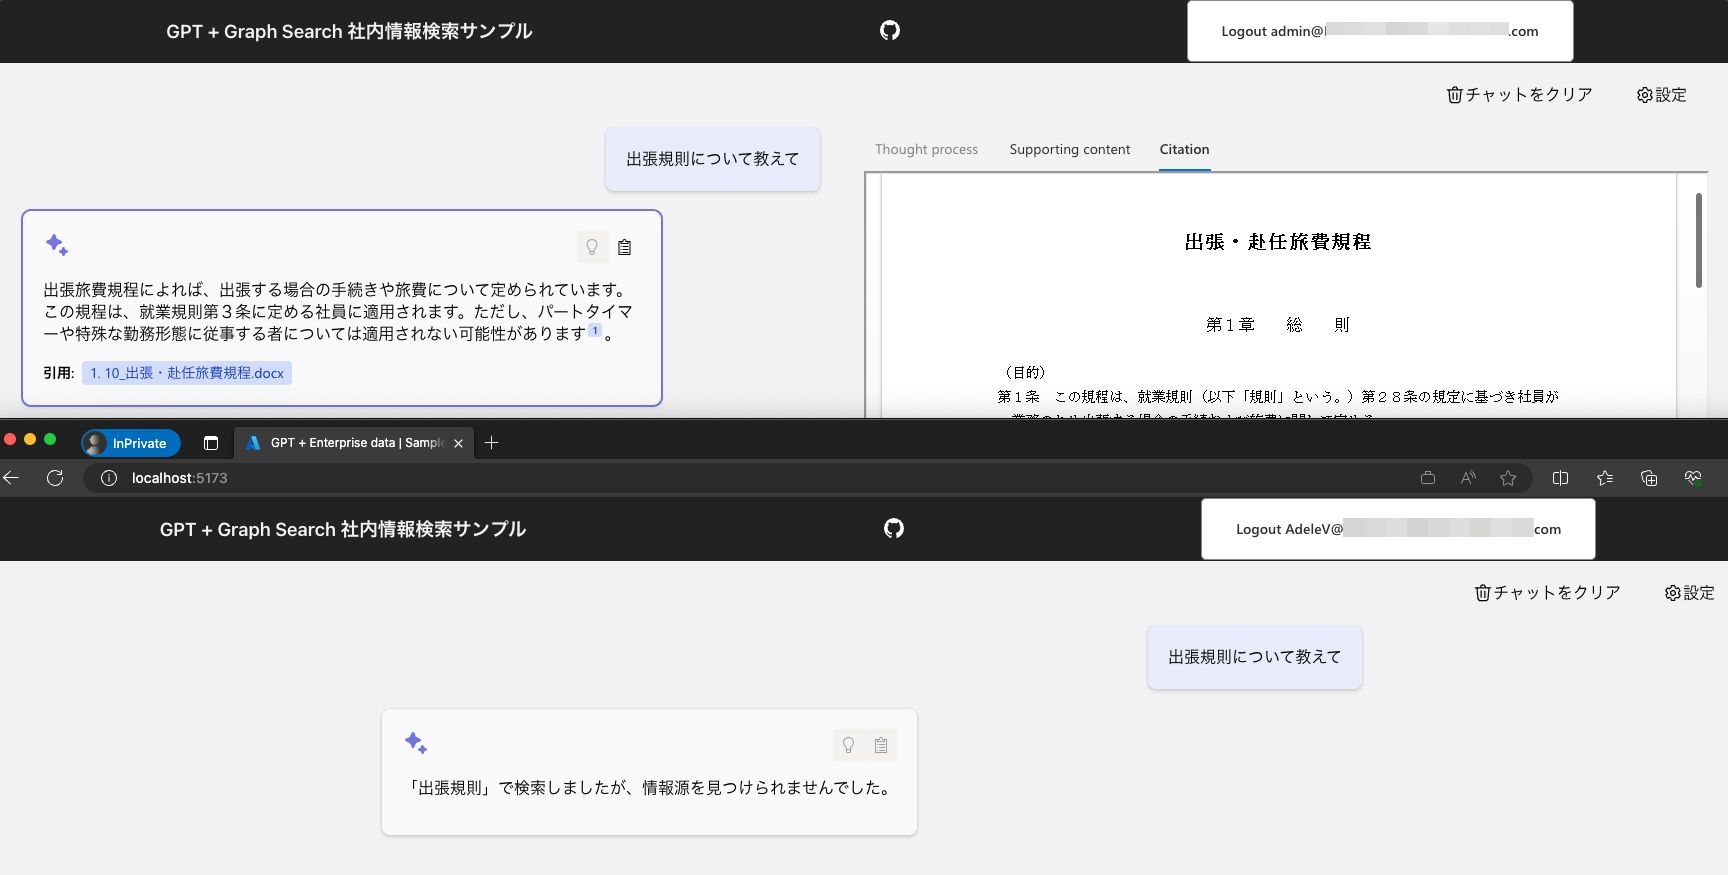 GPT + Graph Search 社内情報検索サンプル
Logout admin@
.com
チャットをクリア
設定
出張規則について教えて
出張旅費規程によれば、出張する場合の手続きや旅費について定められています。
この規程は、就業規則第３条に定める社員に適用されます。ただし、パートタイマ
ーや特殊な勤務形態に従事する者については適用されない可能性があります 1 。
引用: 1. 10_出張・赴任旅費規程.docx
Thought process
Supporting content
Citation
出張・赴任旅費規程
第１章　総　則
（目的）
第１条　この規程は、就業規則（以下「規則」という。）第２８条の規定に基づき社員が
InPrivate
GPT + Enterprise data | Sample
localhost:5173
GPT + Graph Search 社内情報検索サンプル
Logout AdeleV@
com
チャットをクリア
設定
出張規則について教えて
「出張規則」で検索しましたが、情報源を見つけられませんでした。